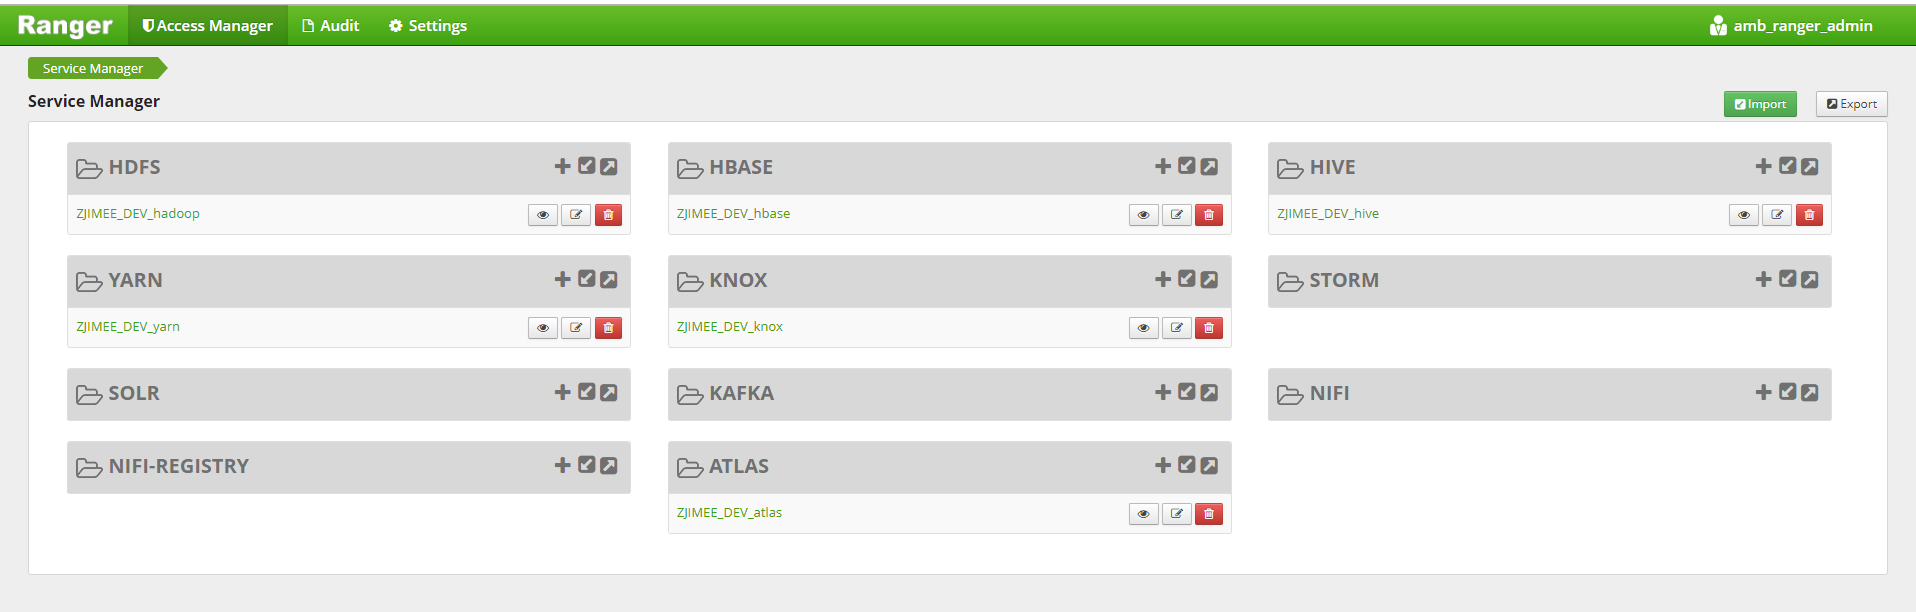 Ranger Access Manager Audit Settings amb_ranger_admin
Service Manager
Service Manager
Import Export
HDFS HBASE HIVE
ZJIMEE_DEV_hadoop ZJIMEE_DEV_hbase ZJIMEE_DEV_hive
YARN KNOX STORM
ZJIMEE_DEV_yarn ZJIMEE_DEV_knox
SOLR KAFKA NIFI
NIFI-REGISTRY ATLAS
ZJIMEE_DEV_atlas